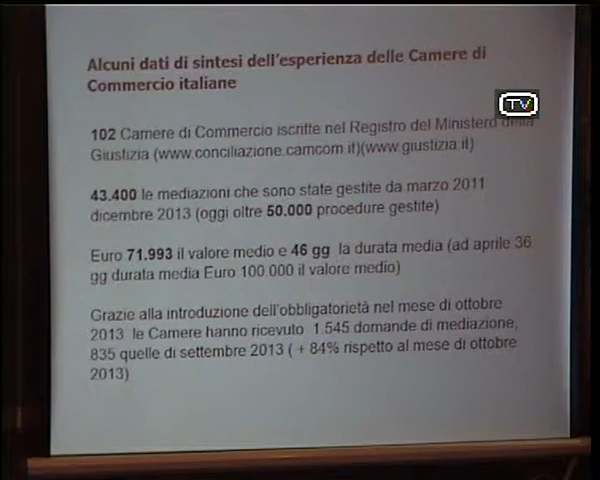 Alcuni dati di sintesi dell'esperienza delle Camere di
Commercio italiane
TV
102 Camere di Commercio iscritte nel Registro del Ministero della
Giustizia (www.conciliazione.camcom.it)(www.giustizia.it)
43.400 le mediazioni che sono state gestite da marzo 2011
dicembre 2013 (oggi oltre 50.000 procedure gestite)
Euro 71.993 il valore medio e 46 gg la durata media (ad aprile 36
gg durata media Euro 100.000 il valore medio)
Grazie alla introduzione dell'obbligatorietà nel mese di ottobre
2013 le Camere hanno ricevuto 1.545 domande di mediazione,
835 quelle di settembre 2013 ( + 84% rispetto al mese di ottobre
2013)